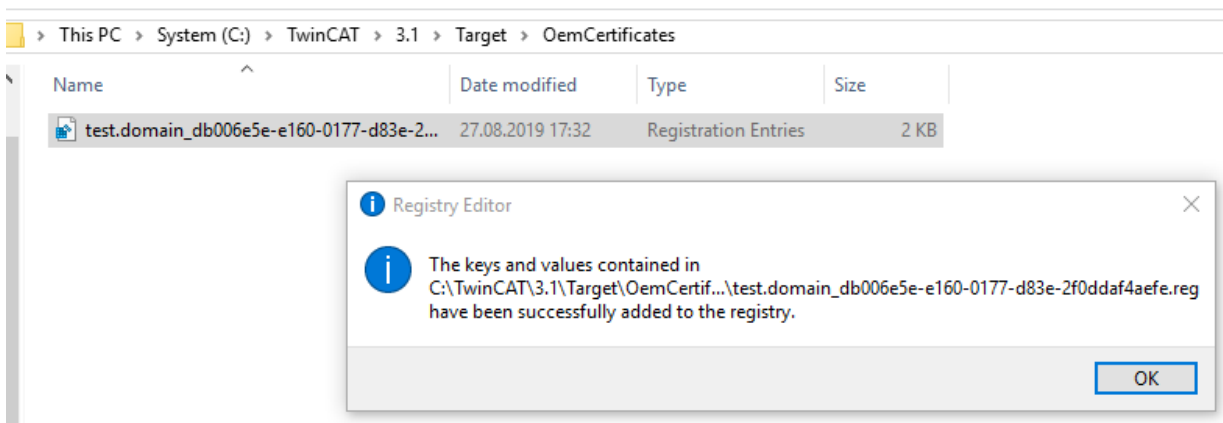 This PC > System (C:) > TwinCAT > 3.1 > Target > OemCertificates
Name Date modified Type Size
test.domain_db006e5e-e160-0177-d83e-2... 27.08.2019 17:32 Registration Entries 2 KB
Registry Editor
The keys and values contained in
C:\TwinCAT\3.1\Target\OemCertif...\test.domain_db006e5e-e160-0177-d83e-2f0ddaf4aefe.reg
have been successfully added to the registry.
OK